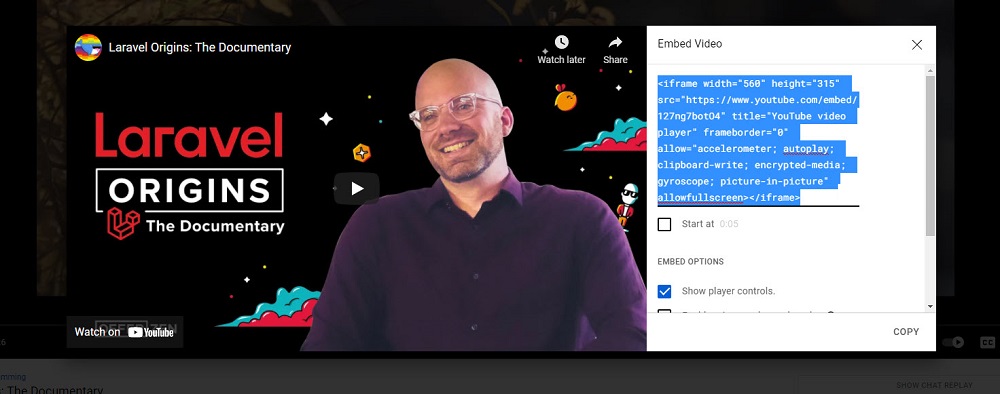 Laravel Origins: The Documentary
Watch later
Share
Laravel
ORIGINS
The Documentary
Watch on YouTube
Embed Video
<iframe width="560" height="315"
src="https://www.youtube.com/embed/
127ng7botO4" title="YouTube video
player" frameborder="0"
allow="accelerometer; autoplay;
clipboard-write; encrypted-media;
gyroscope; picture-in-picture"
allowfullscreen></iframe>
Start at 0:05
EMBED OPTIONS
Show player controls.
COPY
6
CC
mming
: The Documentary
SHOW CHAT REPLAY